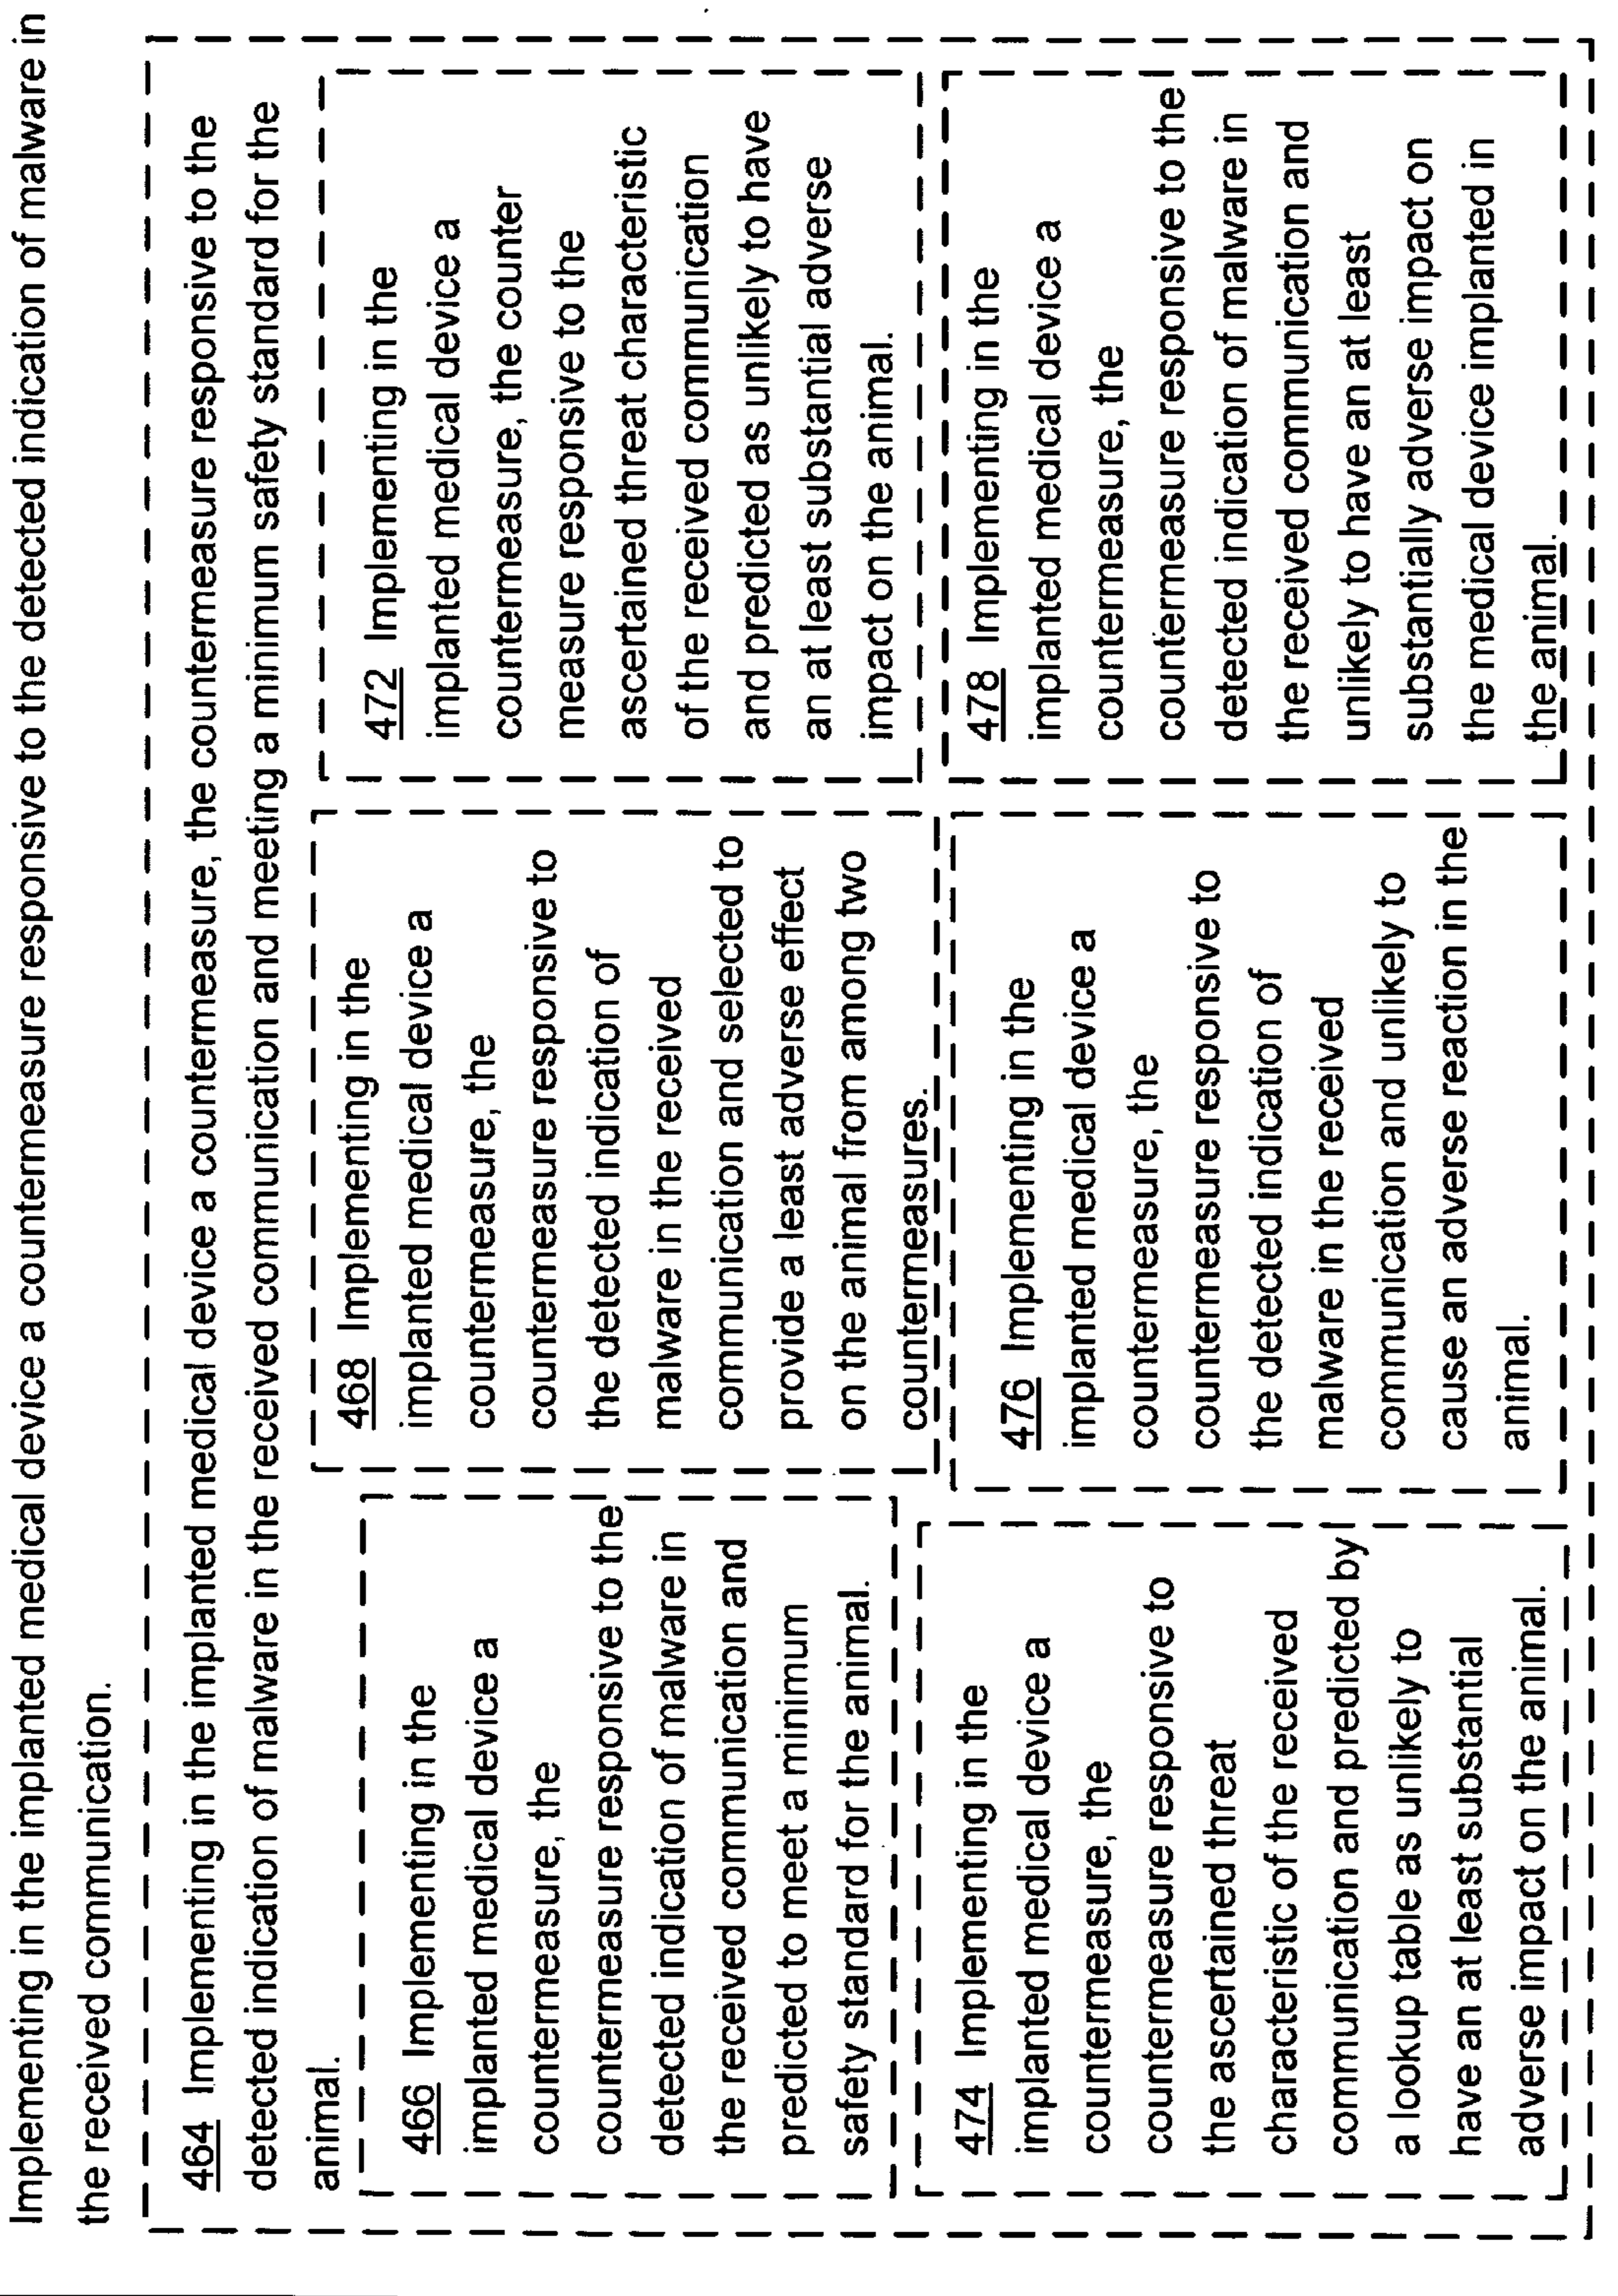 Implementing in the implanted medical device a countermeasure responsive to the detected indication of malware in
the received communication.
464 Implementing in the implanted medical device a countermeasure, the countermeasure responsive to the
detected indication of malware in the received communication and meeting a minimum safety standard for the
animal.
466 Implementing in the
implanted medical device a
countermeasure, the
countermeasure responsive to the
detected indication of malware in
the received communication and
predicted to meet a minimum
safety standard for the animal.
468 Implementing in the
implanted medical device a
countermeasure, the
countermeasure responsive to
the detected indication of
malware in the received
communication and selected to
provide a least adverse effect
on the animal from among two
countermeasures.
472 Implementing in the
implanted medical device a
countermeasure, the counter
measure responsive to the
ascertained threat characteristic
of the received communication
and predicted as unlikely to have
an at least substantial adverse
impact on the animal.
474 Implementing in the
implanted medical device a
countermeasure, the
countermeasure responsive to
the ascertained threat
characteristic of the received
communication and predicted by
a lookup table as unlikely to
have an at least substantial
adverse impact on the animal.
476 Implementing in the
implanted medical device a
countermeasure, the
countermeasure responsive to
the detected indication of
malware in the received
communication and unlikely to
cause an adverse reaction in the
animal.
478 Implementing in the
implanted medical device a
countermeasure, the
countermeasure responsive to the
detected indication of malware in
the received communication and
unlikely to have an at least
substantially adverse impact on
the medical device implanted in
the animal.